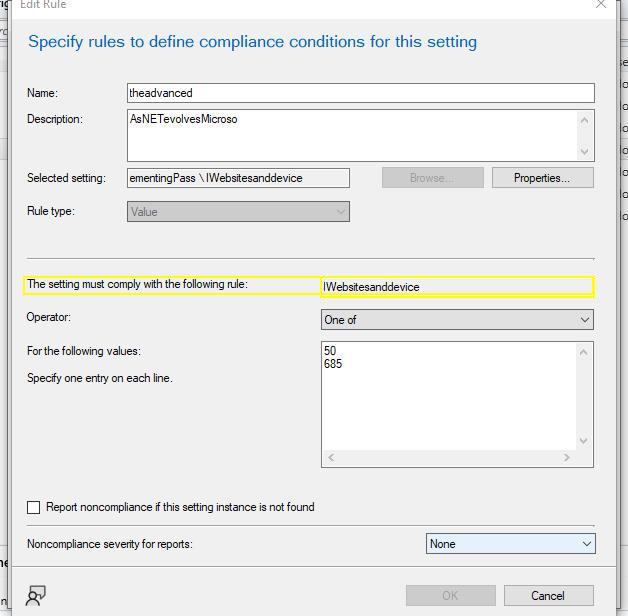 Edit Rule
Specify rules to define compliance conditions for this setting
Name:
theadvanced
Description:
AsNETevolvesMicroso
Selected setting:
ementingPass \ IWebsitesanddevice
Browse...
Properties...
Rule type:
Value
The setting must comply with the following rule:
IWebsitesanddevice
Operator:
One of
For the following values:
50
685
Specify one entry on each line.
Report noncompliance if this setting instance is not found
Noncompliance severity for reports:
None
OK
Cancel